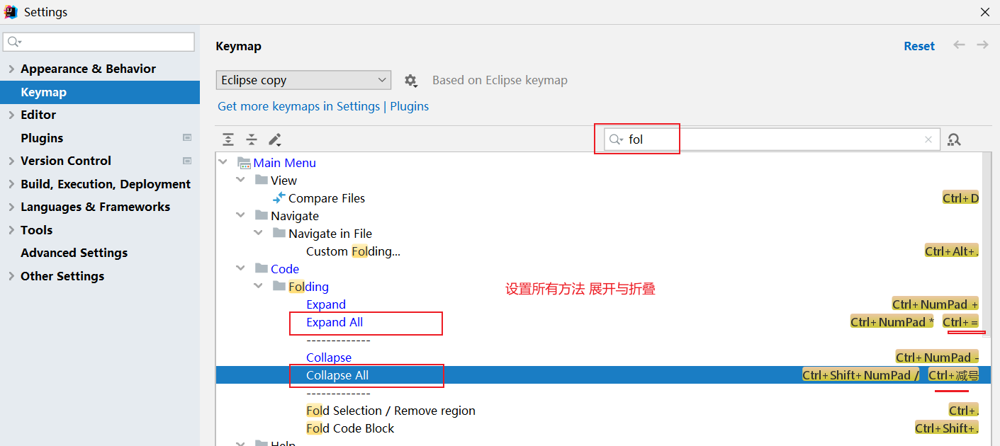 Settings
Keymap
Reset
Appearance & Behavior
Keymap
Editor
Plugins
Version Control
Build, Execution, Deployment
Languages & Frameworks
Tools
Advanced Settings
Other Settings
Eclipse copy
Based on Eclipse keymap
Get more keymaps in Settings | Plugins
fol
Main Menu
View
Compare Files Ctrl+D
Navigate
Navigate in File
Custom Folding... Ctrl+Alt+.
Code
Folding
设置所有方法 展开与折叠
Expand Ctrl+NumPad +
Expand All Ctrl+NumPad * Ctrl+=
-------------
Collapse Ctrl+NumPad -
Collapse All Ctrl+Shift+NumPad / Ctrl+减号
-------------
Fold Selection / Remove region Ctrl+.
Fold Code Block Ctrl+Shift+.
Help